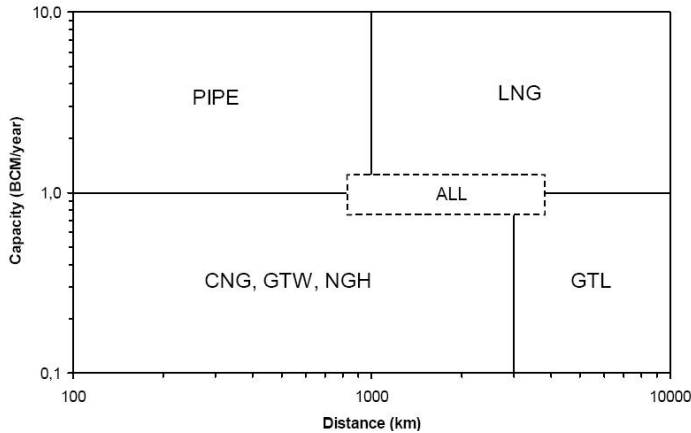 10,0
PIPE
LNG
Capacity (BCM/year)
1,0
ALL
CNG, GTW, NGH
GTL
0,1
100
1000
10000
Distance (km)